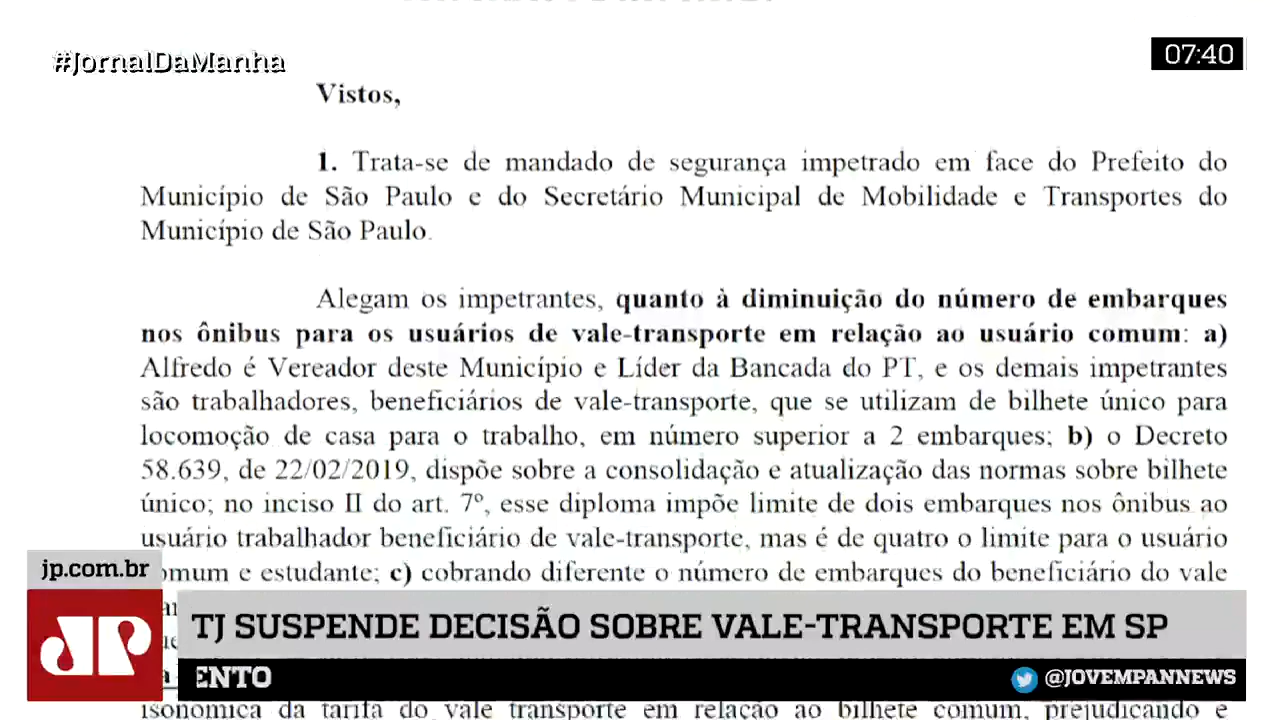 #JornalDaManha
07:40
Vistos,
1. Trata-se de mandado de segurança impetrado em face do Prefeito do
Município de São Paulo e do Secretário Municipal de Mobilidade e Transportes do
Município de São Paulo.
Alegam os impetrantes, quanto à diminuição do número de embarques
nos ônibus para os usuários de vale-transporte em relação ao usuário comum: a)
Alfredo é Vereador deste Município e Líder da Bancada do PT, e os demais impetrantes
são trabalhadores, beneficiários de vale-transporte, que se utilizam de bilhete único para
locomoção de casa para o trabalho, em número superior a 2 embarques; b) o Decreto
58.639, de 22/02/2019, dispõe sobre a consolidação e atualização das normas sobre bilhete
único; no inciso II do art. 7º, esse diploma impõe limite de dois embarques nos ônibus ao
usuário trabalhador beneficiário de vale-transporte, mas é de quatro o limite para o usuário
omum e estudante; c) cobrando diferente o número de embarques do beneficiário do vale
jp.com.br
JP
TJ SUSPENDE DECISÃO SOBRE VALE-TRANSPORTE EM SP
ENTO
@JOVEMPANNEWS
isonômica da tarifa do vale transporte em relação ao bilhete comum, prejudicando e